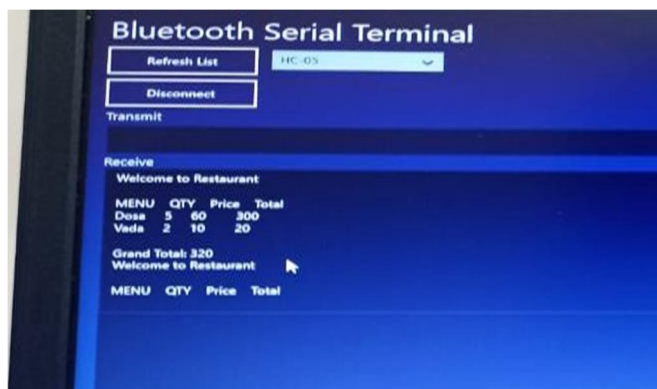 Bluetooth Serial Terminal
Refresh List
HC-05
Disconnect
Transmit
Receive
Welcome to Restaurant
MENU QTY Price Total
Dosa 5 60 300
Vada 2 10 20
Grand Total: 320
Welcome to Restaurant
MENU QTY Price Total